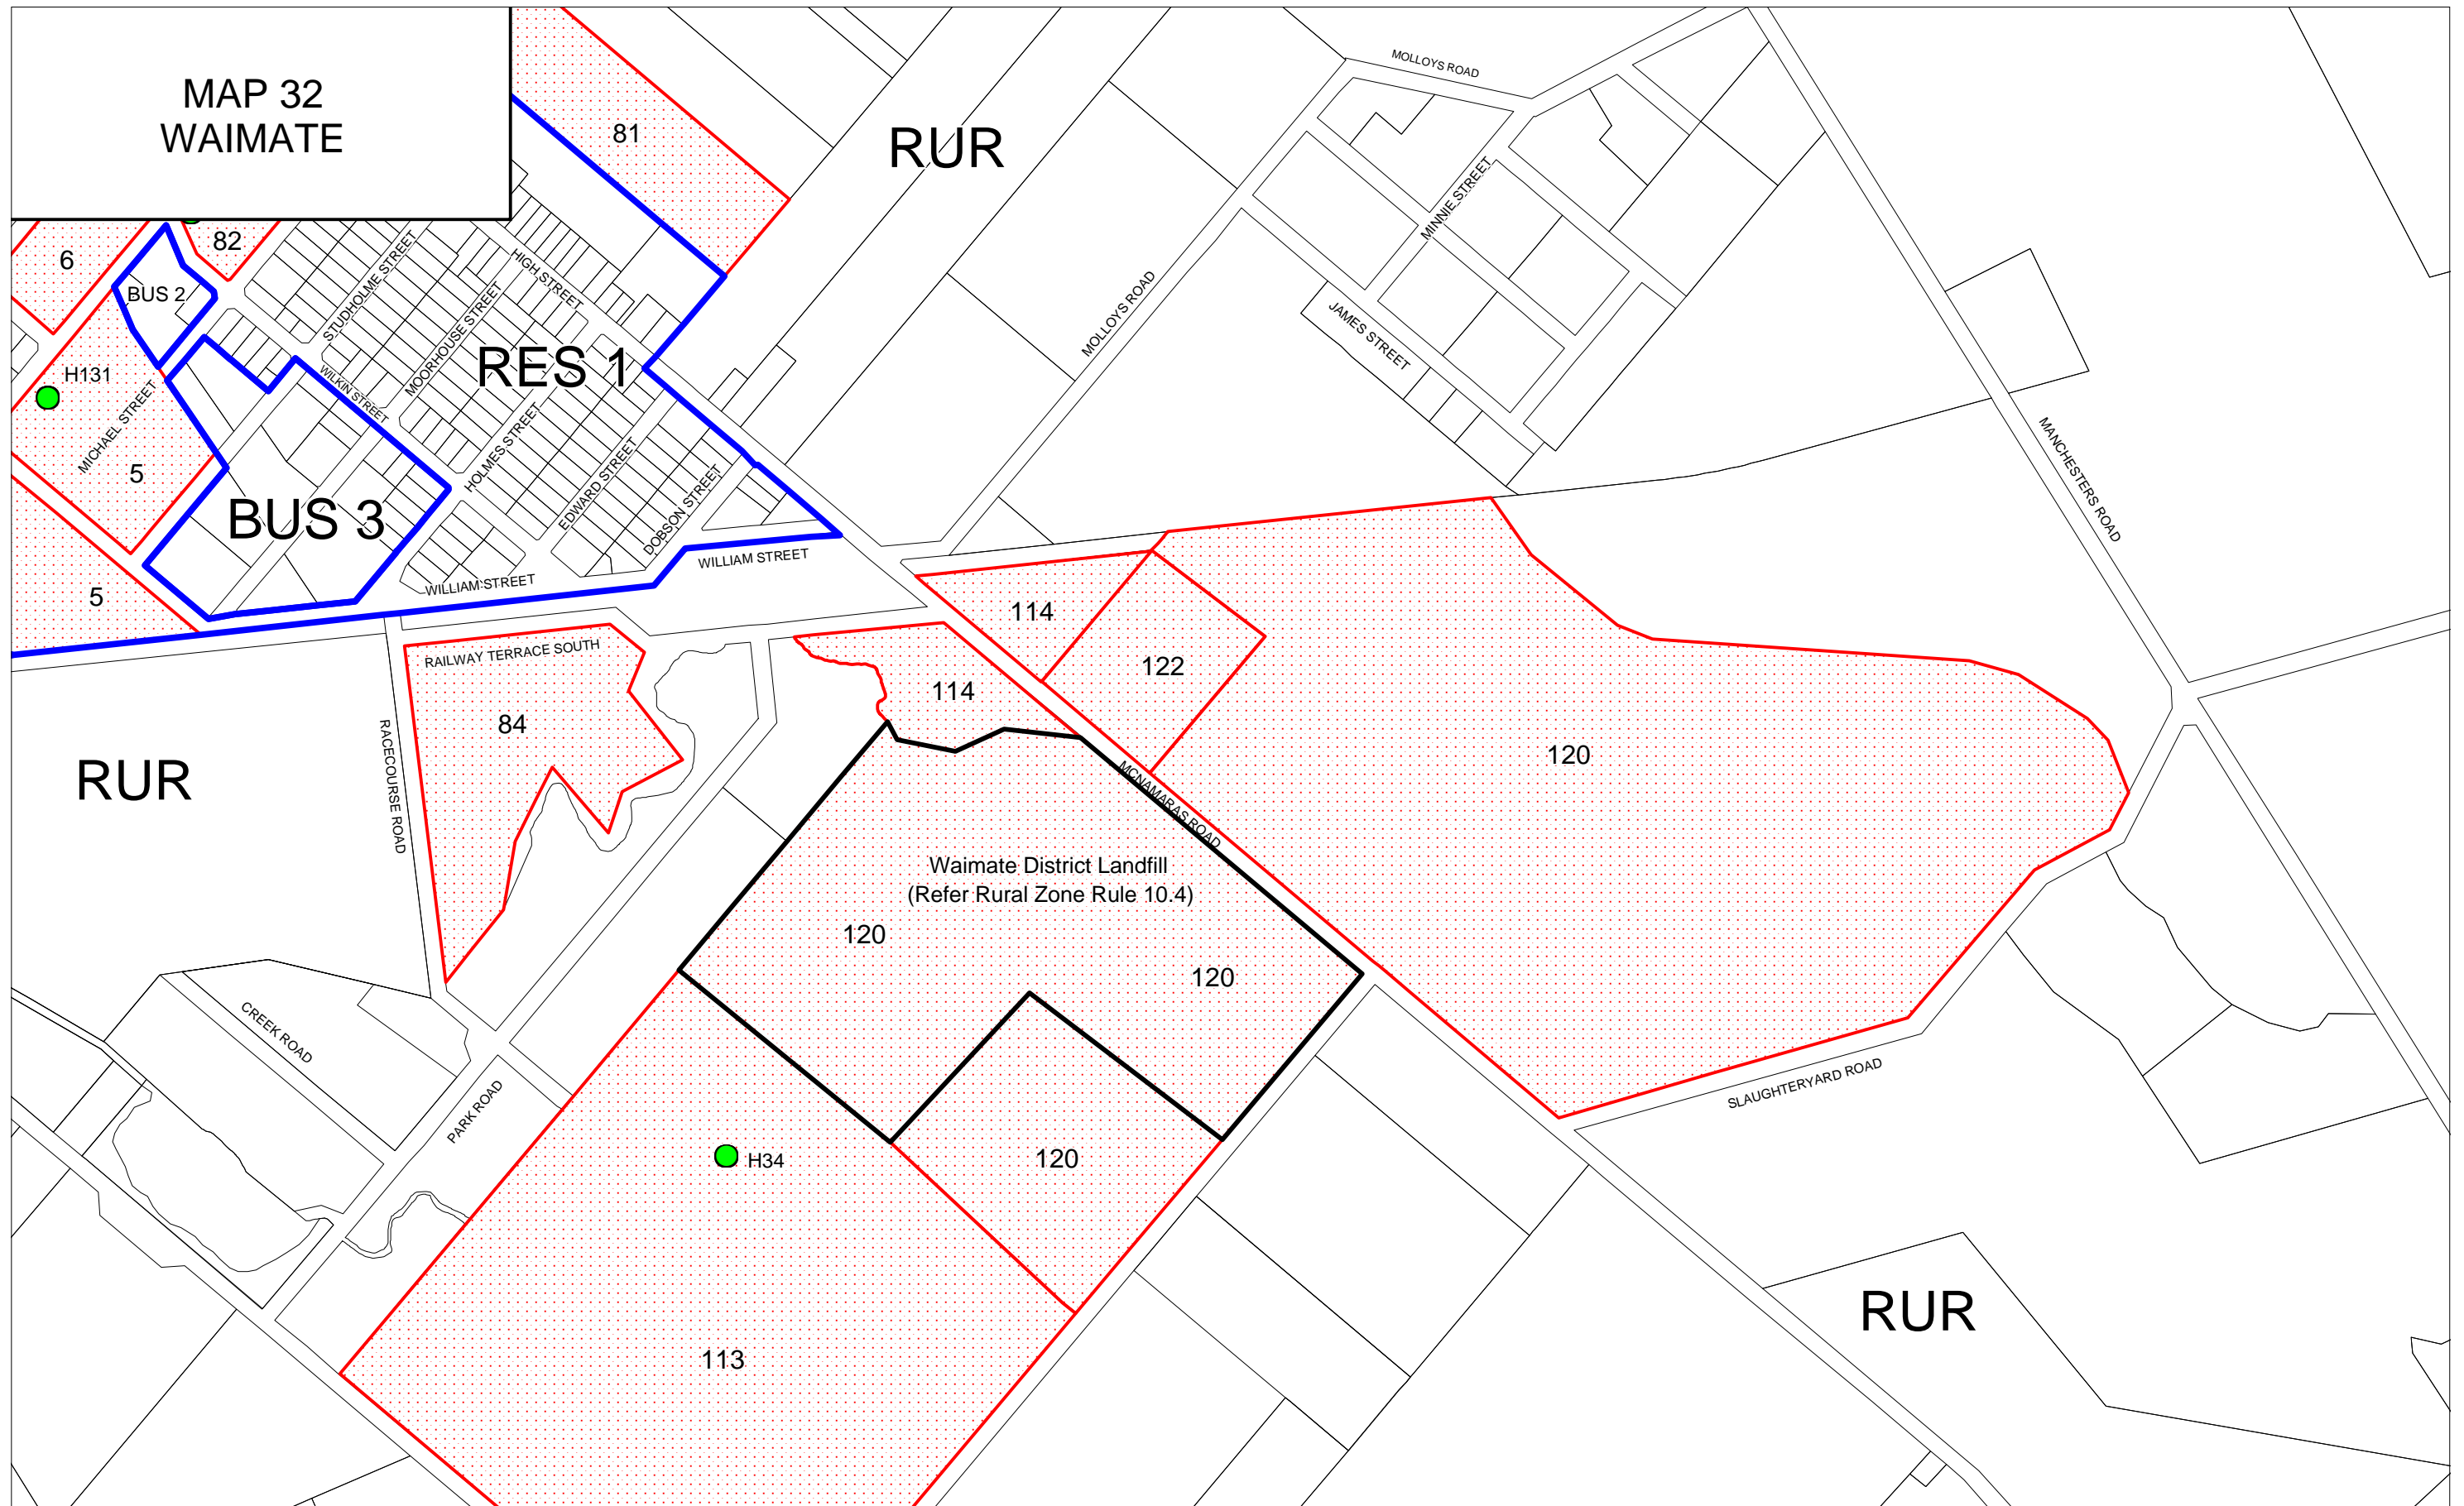 MAP 32
WAIMATE
81
RUR
MOLLOYS ROAD
MINNIE STREET
82
6
BUS 2
STUDHOLME STREET
HIGH STREET
MOORHOUSE STREET
RES 1
MOLLOYS ROAD
JAMES STREET
H131
WILKIN STREET
MICHAEL STREET
HOLMES STREET
EDWARD STREET
DOBSON STREET
MANCHESTERS ROAD
5
BUS 3
WILLIAM STREET
WILLIAM STREET
5
114
122
RAILWAY TERRACE SOUTH
114
84
RACECOURSE ROAD
RUR
120
MCNAMARAS ROAD
Waimate District Landfill
(Refer Rural Zone Rule 10.4)
120
120
CREEK ROAD
PARK ROAD
SLAUGHTERYARD ROAD
H34
120
RUR
113